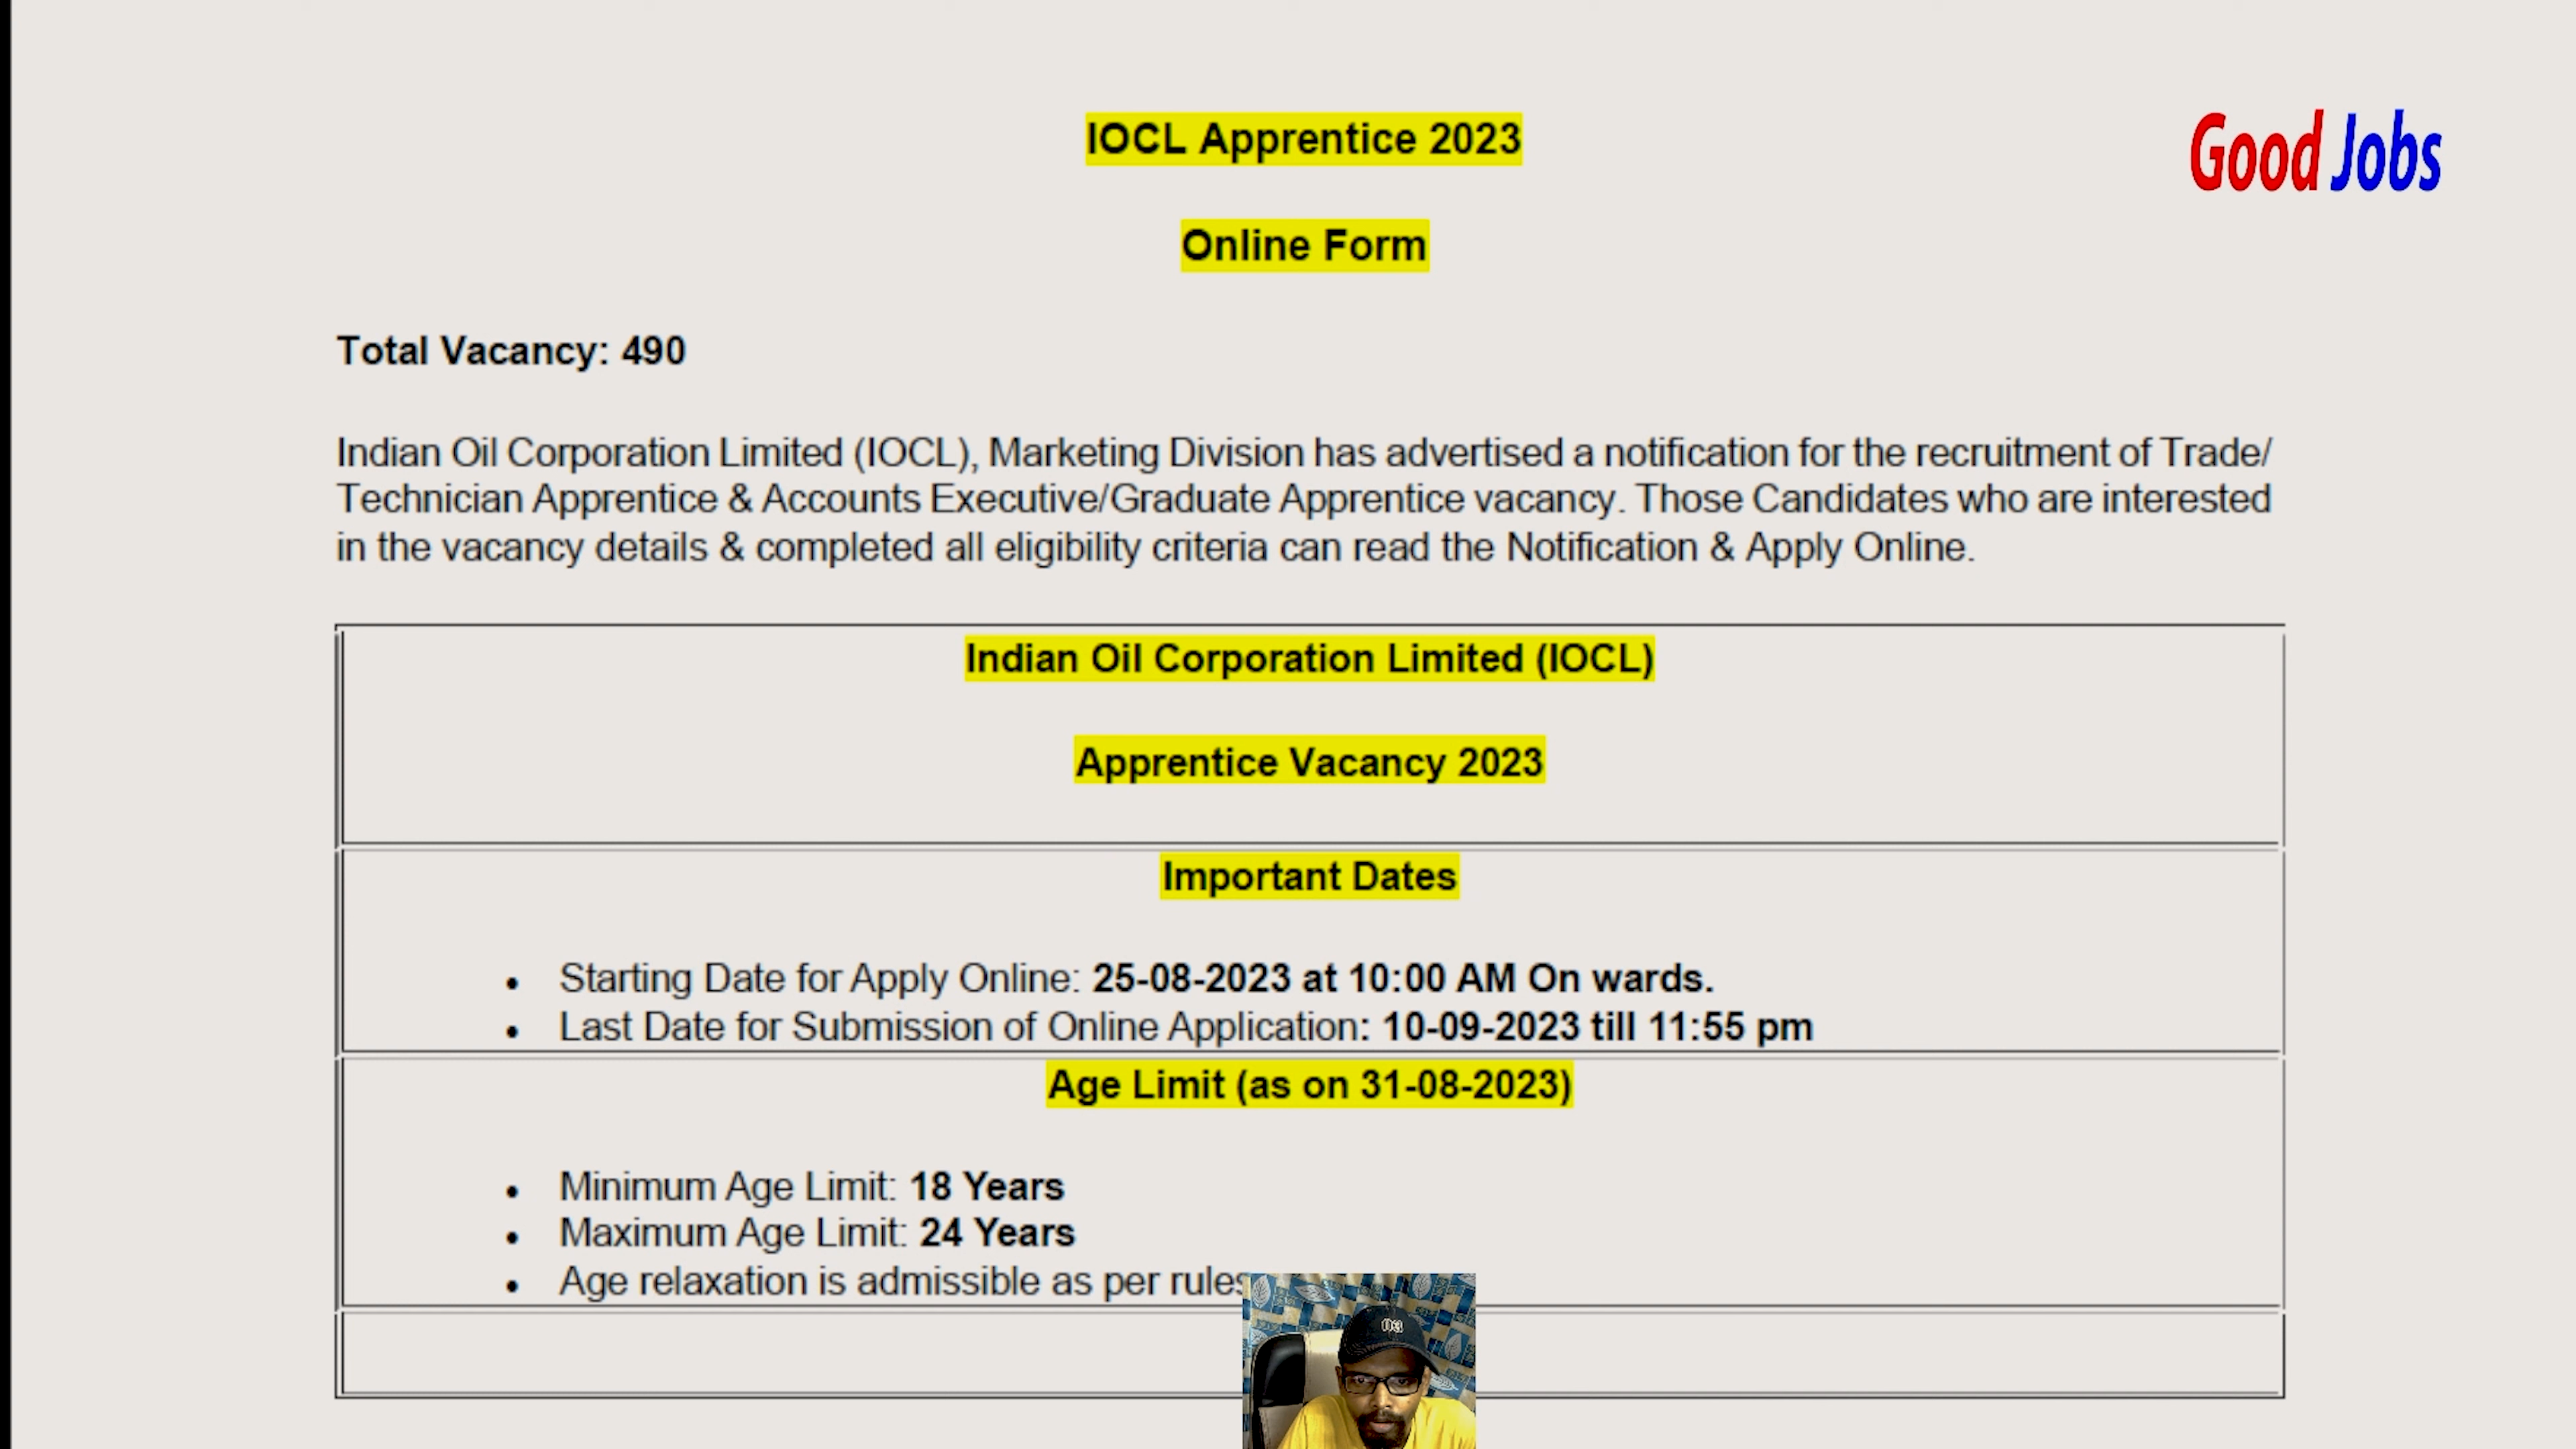 IOCL Apprentice 2023
Good Jobs
Online Form
Total Vacancy: 490
Indian Oil Corporation Limited (IOCL), Marketing Division has advertised a notification for the recruitment of Trade/
Technician Apprentice & Accounts Executive/Graduate Apprentice vacancy. Those Candidates who are interested
in the vacancy details & completed all eligibility criteria can read the Notification & Apply Online.
Indian Oil Corporation Limited (IOCL)
Apprentice Vacancy 2023
Important Dates
• Starting Date for Apply Online: 25-08-2023 at 10:00 AM On wards.
• Last Date for Submission of Online Application: 10-09-2023 till 11:55 pm
Age Limit (as on 31-08-2023)
• Minimum Age Limit: 18 Years
• Maximum Age Limit: 24 Years
• Age relaxation is admissible as per rules